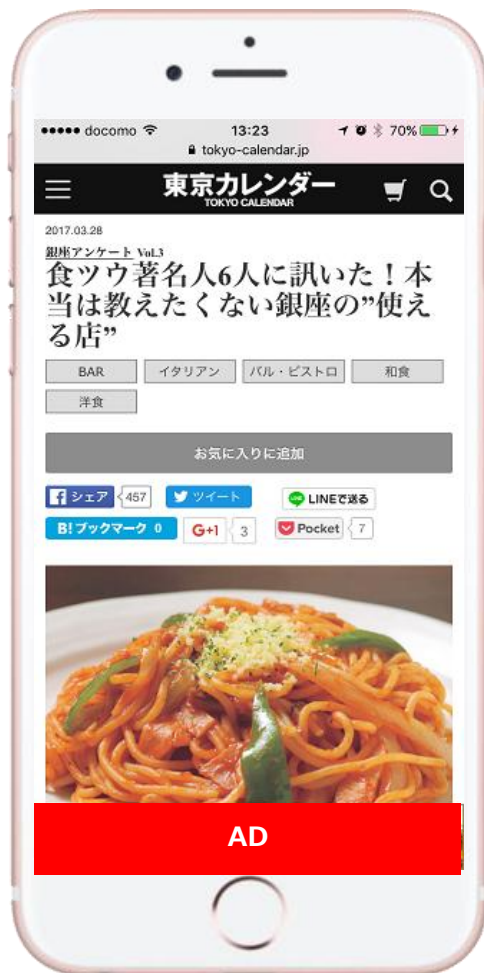 docomo 13:23 70%
tokyo-calendar.jp
東京カレンダー
TOKYO CALENDAR
2017.03.28
銀座アンケート Vol.3
食ツウ著名人6人に訊いた！本
当は教えたくない銀座の”使え
る店”
BAR イタリアン バル・ビストロ 和食
洋食
お気に入りに追加
f シェア 457 ツイート LINEで送る
B! ブックマーク 0 G+1 3 Pocket 7
AD